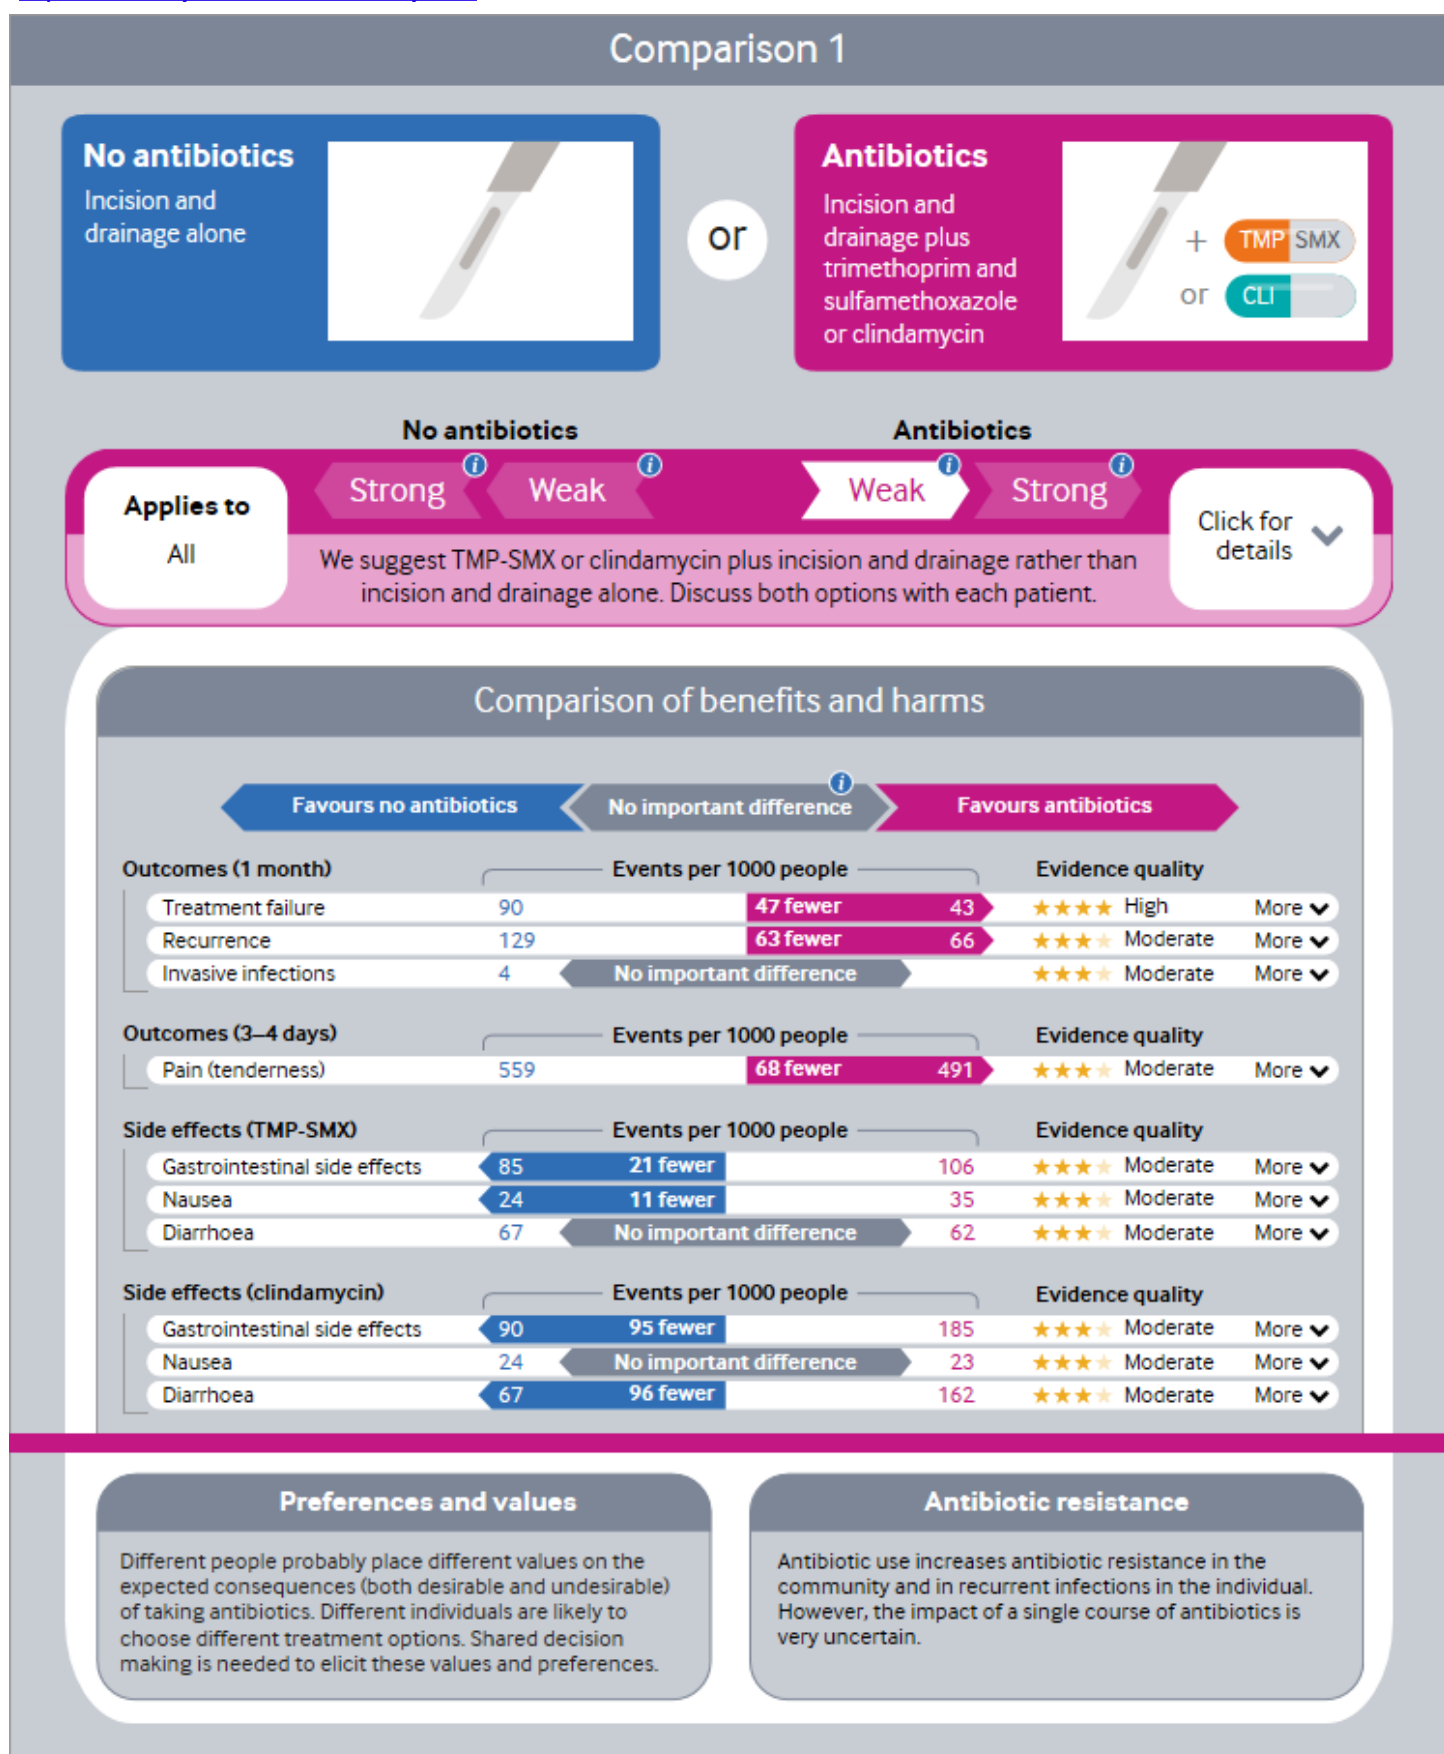 Comparison 1
No antibiotics
Incision and
drainage alone
or
Antibiotics
Incision and
drainage plus
trimethoprim and
sulfamethoxazole
or clindamycin
+ TMP SMX
or CLI
No antibiotics Antibiotics
Applies to
All
Strong i Weak i Weak i Strong i
Click for
details
We suggest TMP-SMX or clindamycin plus incision and drainage rather than
incision and drainage alone. Discuss both options with each patient.
Comparison of benefits and harms
Favours no antibiotics No important difference i Favours antibiotics
Outcomes (1 month) Events per 1000 people Evidence quality
Treatment failure 90 47 fewer 43 ★★★★ High More
Recurrence 129 63 fewer 66 ★★★★ Moderate More
Invasive infections 4 No important difference ★★★★ Moderate More
Outcomes (3–4 days) Events per 1000 people Evidence quality
Pain (tenderness) 559 68 fewer 491 ★★★★ Moderate More
Side effects (TMP-SMX) Events per 1000 people Evidence quality
Gastrointestinal side effects 85 21 fewer 106 ★★★★ Moderate More
Nausea 24 11 fewer 35 ★★★★ Moderate More
Diarrhoea 67 No important difference 62 ★★★★ Moderate More
Side effects (clindamycin) Events per 1000 people Evidence quality
Gastrointestinal side effects 90 95 fewer 185 ★★★★ Moderate More
Nausea 24 No important difference 23 ★★★★ Moderate More
Diarrhoea 67 96 fewer 162 ★★★★ Moderate More
Preferences and values
Different people probably place different values on the
expected consequences (both desirable and undesirable)
of taking antibiotics. Different individuals are likely to
choose different treatment options. Shared decision
making is needed to elicit these values and preferences.
Antibiotic resistance
Antibiotic use increases antibiotic resistance in the
community and in recurrent infections in the individual.
However, the impact of a single course of antibiotics is
very uncertain.